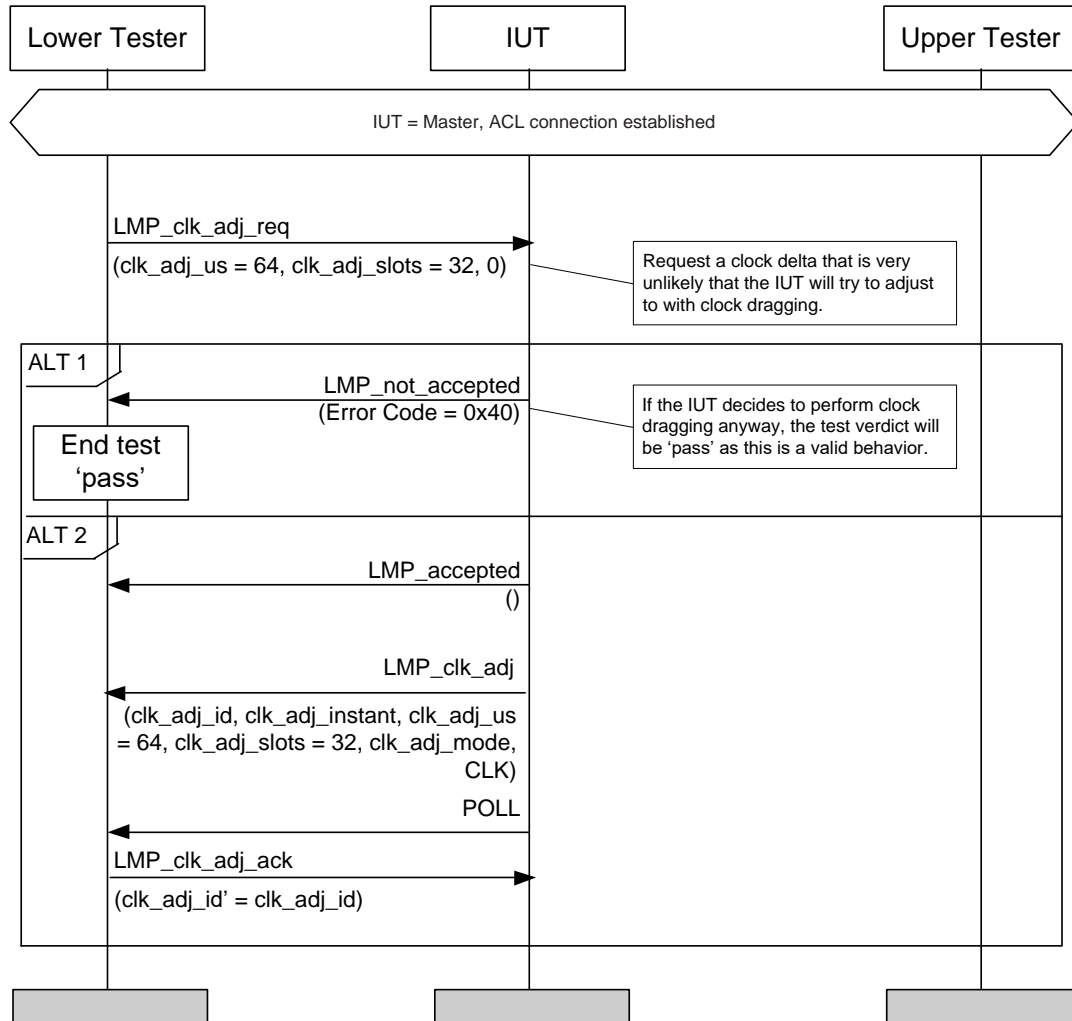 Lower Tester
IUT
Upper Tester
IUT = Master, ACL connection established
LMP_clk_adj_req
(clk_adj_us = 64, clk_adj_slots = 32, 0)
Request a clock delta that is very
unlikely that the IUT will try to adjust
to with clock dragging.
ALT 1
LMP_not_accepted
(Error Code = 0x40)
If the IUT decides to perform clock
dragging anyway, the test verdict will
be ‘pass’ as this is a valid behavior.
End test
‘pass’
ALT 2
LMP_accepted
()
LMP_clk_adj
(clk_adj_id, clk_adj_instant, clk_adj_us
= 64, clk_adj_slots = 32, clk_adj_mode,
CLK)
POLL
LMP_clk_adj_ack
(clk_adj_id’ = clk_adj_id)